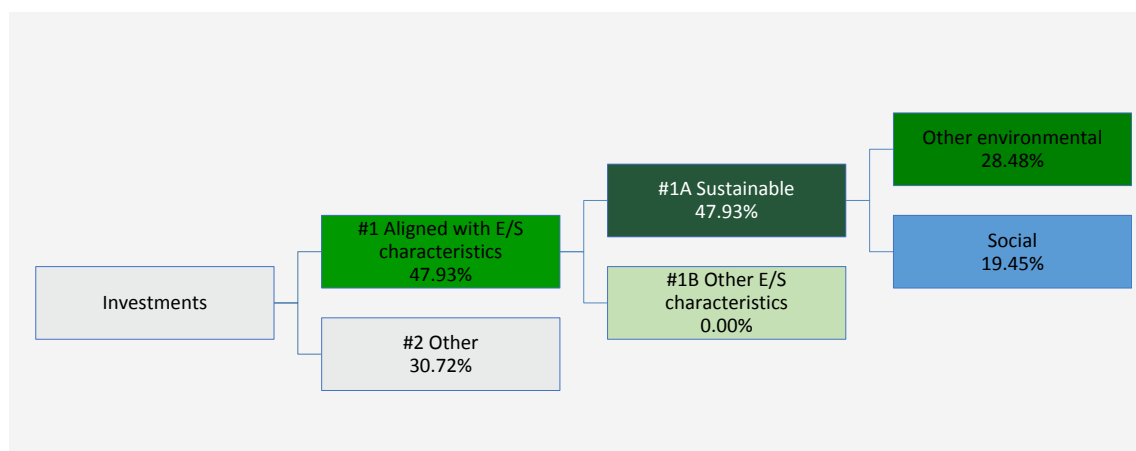 Investments
#1 Aligned with E/S
characteristics
47.93%
#2 Other
30.72%
#1A Sustainable
47.93%
#1B Other E/S
characteristics
0.00%
Other environmental
28.48%
Social
19.45%